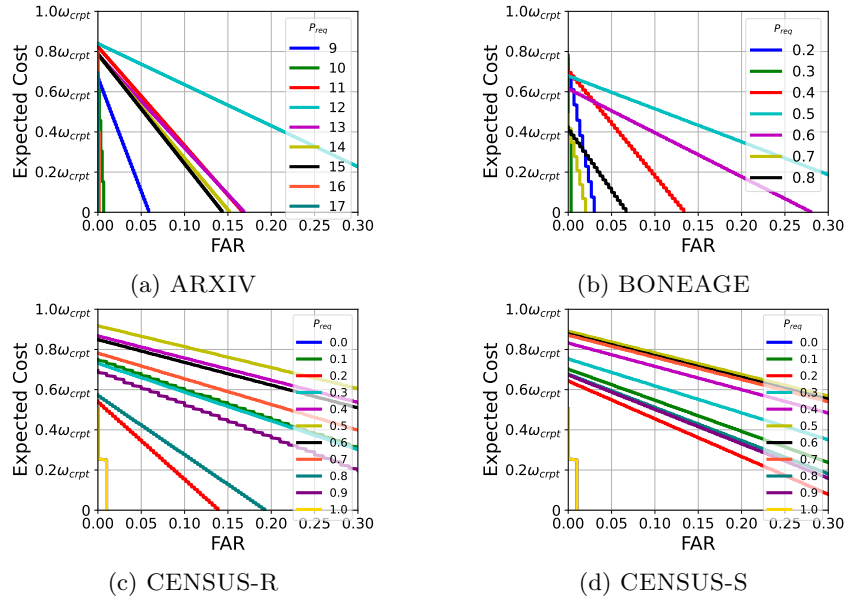 1.0ω_crpt
0.8ω_crpt
0.6ω_crpt
0.4ω_crpt
0.2ω_crpt
0
Expected Cost
0.00 0.05 0.10 0.15 0.20 0.25 0.30
FAR
P_req
9
10
11
12
13
14
15
16
17
(a) ARXIV
1.0ω_crpt
0.8ω_crpt
0.6ω_crpt
0.4ω_crpt
0.2ω_crpt
0
Expected Cost
0.00 0.05 0.10 0.15 0.20 0.25 0.30
FAR
P_req
0.2
0.3
0.4
0.5
0.6
0.7
0.8
(b) BONEAGE
1.0ω_crpt
0.8ω_crpt
0.6ω_crpt
0.4ω_crpt
0.2ω_crpt
0
Expected Cost
0.00 0.05 0.10 0.15 0.20 0.25 0.30
FAR
P_req
0.0
0.1
0.2
0.3
0.4
0.5
0.6
0.7
0.8
0.9
1.0
(c) CENSUS-R
1.0ω_crpt
0.8ω_crpt
0.6ω_crpt
0.4ω_crpt
0.2ω_crpt
0
Expected Cost
0.00 0.05 0.10 0.15 0.20 0.25 0.30
FAR
P_req
0.0
0.1
0.2
0.3
0.4
0.5
0.6
0.7
0.8
0.9
1.0
(d) CENSUS-S